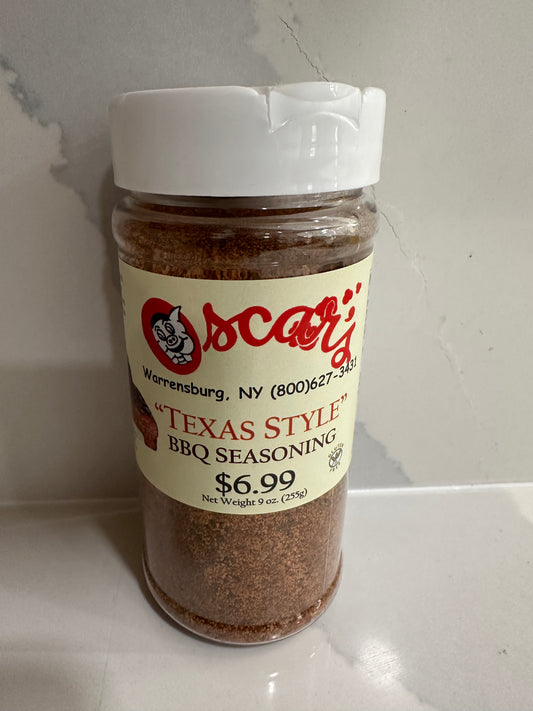 Oscar's
Warrensburg, NY (800)627-3431
"TEXAS STYLE"
BBQ SEASONING
$6.99
Net Weight 9 oz. (255g)